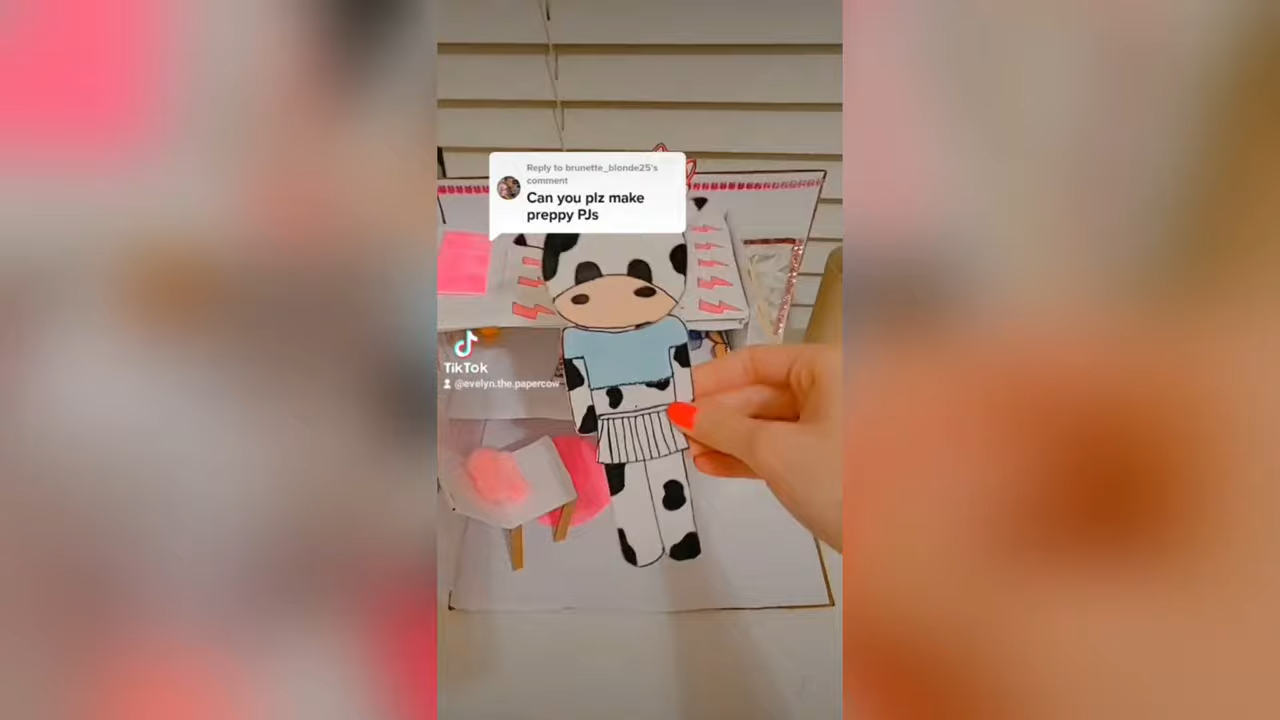 Reply to brunette_blonde25's
comment
Can you plz make
preppy PJs
TikTok
@evelyn.the.papercow